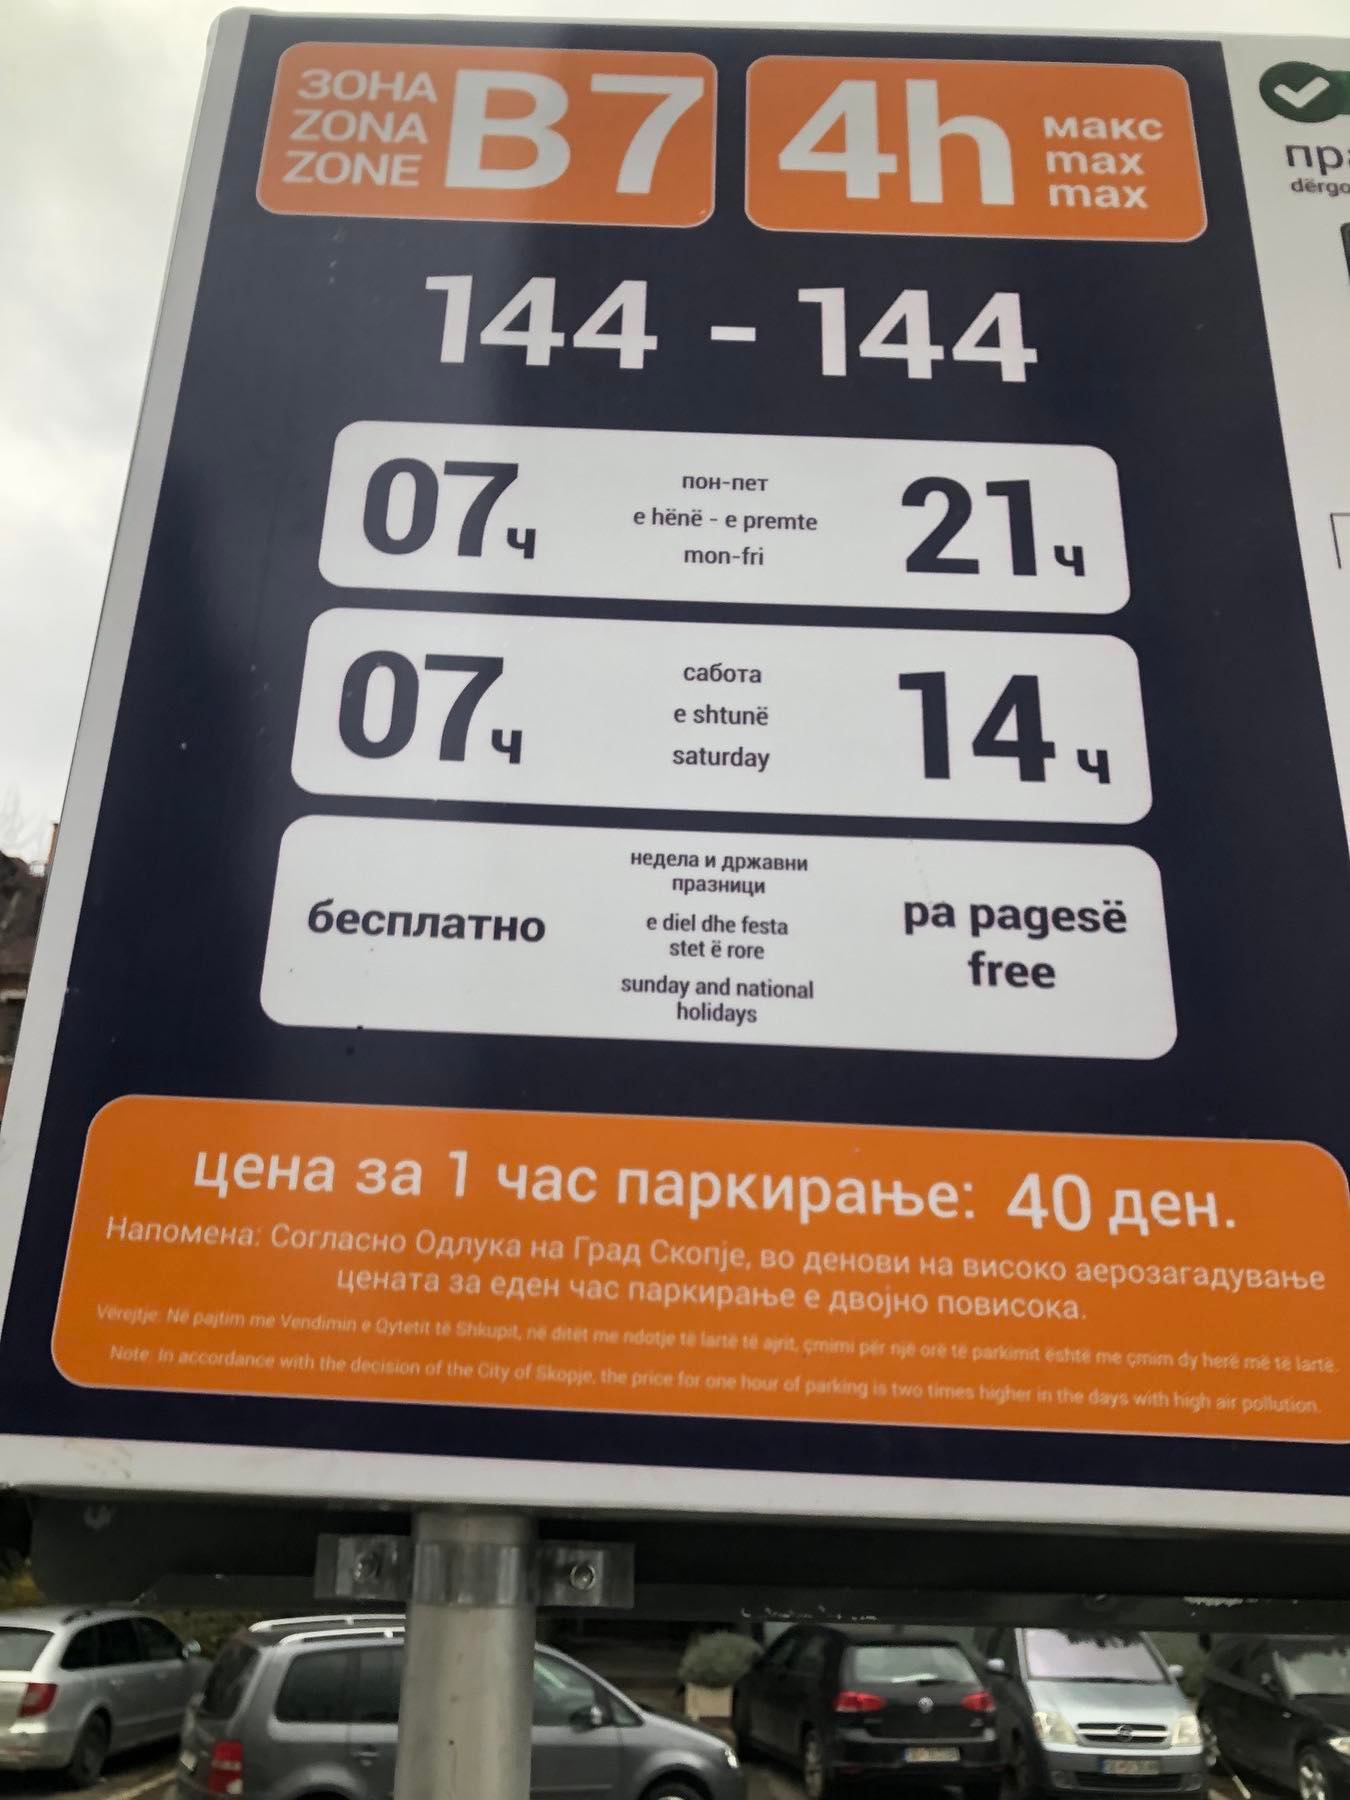 ЗОНА
ZONA
ZONE
B7
4h
макс
max
max
144 - 144
07ч
пон-пет
e hënë - e premte
mon-fri
21ч
07ч
сабота
e shtunë
saturday
14ч
бесплатно
недела и државни
празници
e diel dhe festa
stet ë rore
sunday and national
holidays
pa pagesë
free
цена за 1 час паркирање: 40 ден.
Напомена: Согласно Одлука на Град Скопје, во денови на високо аерозагадување
цената за еден час паркирање е двојно повисока.
Vërejtje: Në pajtim me Vendimin e Qytetit të Shkupit, në ditët me ndotje të lartë të ajrit, çmimi për një orë të parkimit është me çmim dy herë më të lartë.
Note: In accordance with the decision of the City of Skopje, the price for one hour of parking is two times higher in the days with high air pollution.